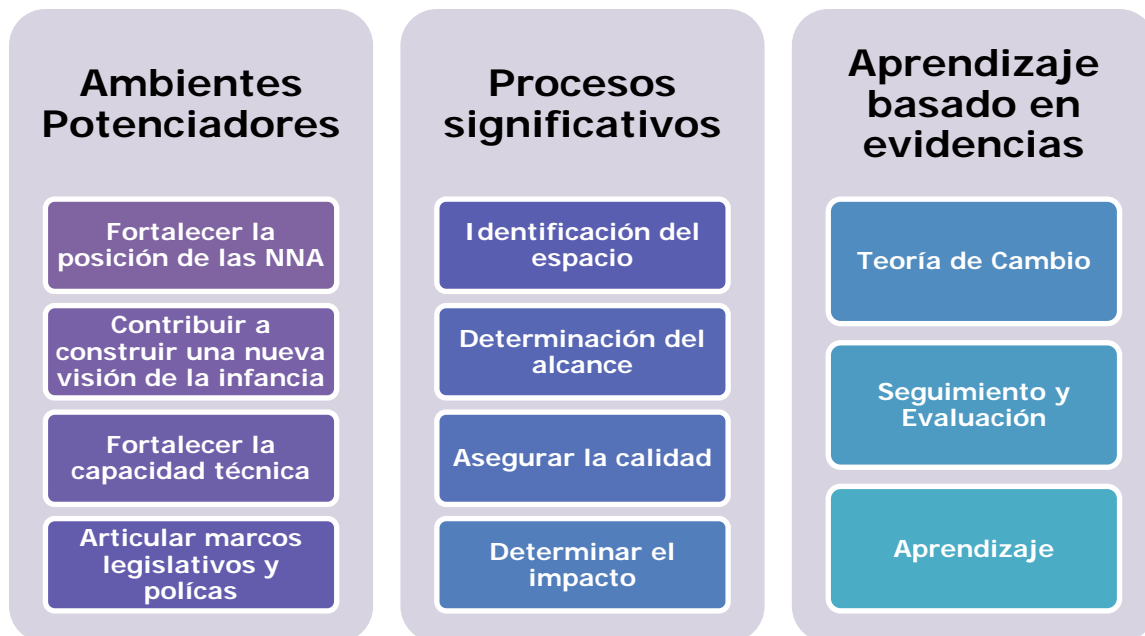 Ambientes
Potenciadores
Fortalecer la
posición de las NNA
Contribuir a
construir una nueva
visión de la infancia
Fortalecer la
capacidad técnica
Articular marcos
legislativos y
polícas
Procesos
significativos
Identificación del
espacio
Determinación del
alcance
Asegurar la calidad
Determinar el
impacto
Aprendizaje
basado en
evidencias
Teoría de Cambio
Seguimiento y
Evaluación
Aprendizaje